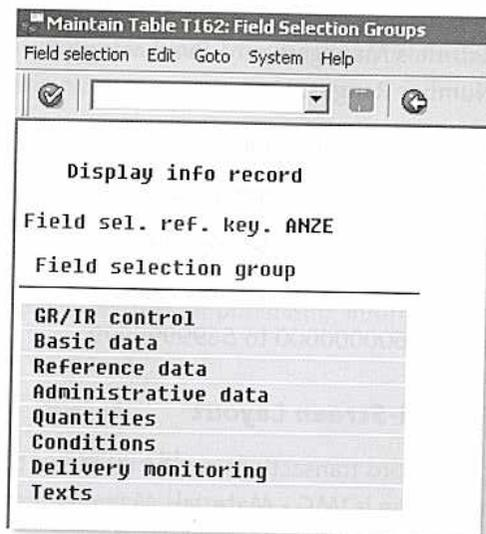 Maintain Table T162: Field Selection Groups
Field selection Edit Goto System Help
Display info record
Field sel. ref. key. ANZE
Field selection group
GR/IR control
Basic data
Reference data
Administrative data
Quantities
Conditions
Delivery monitoring
Texts